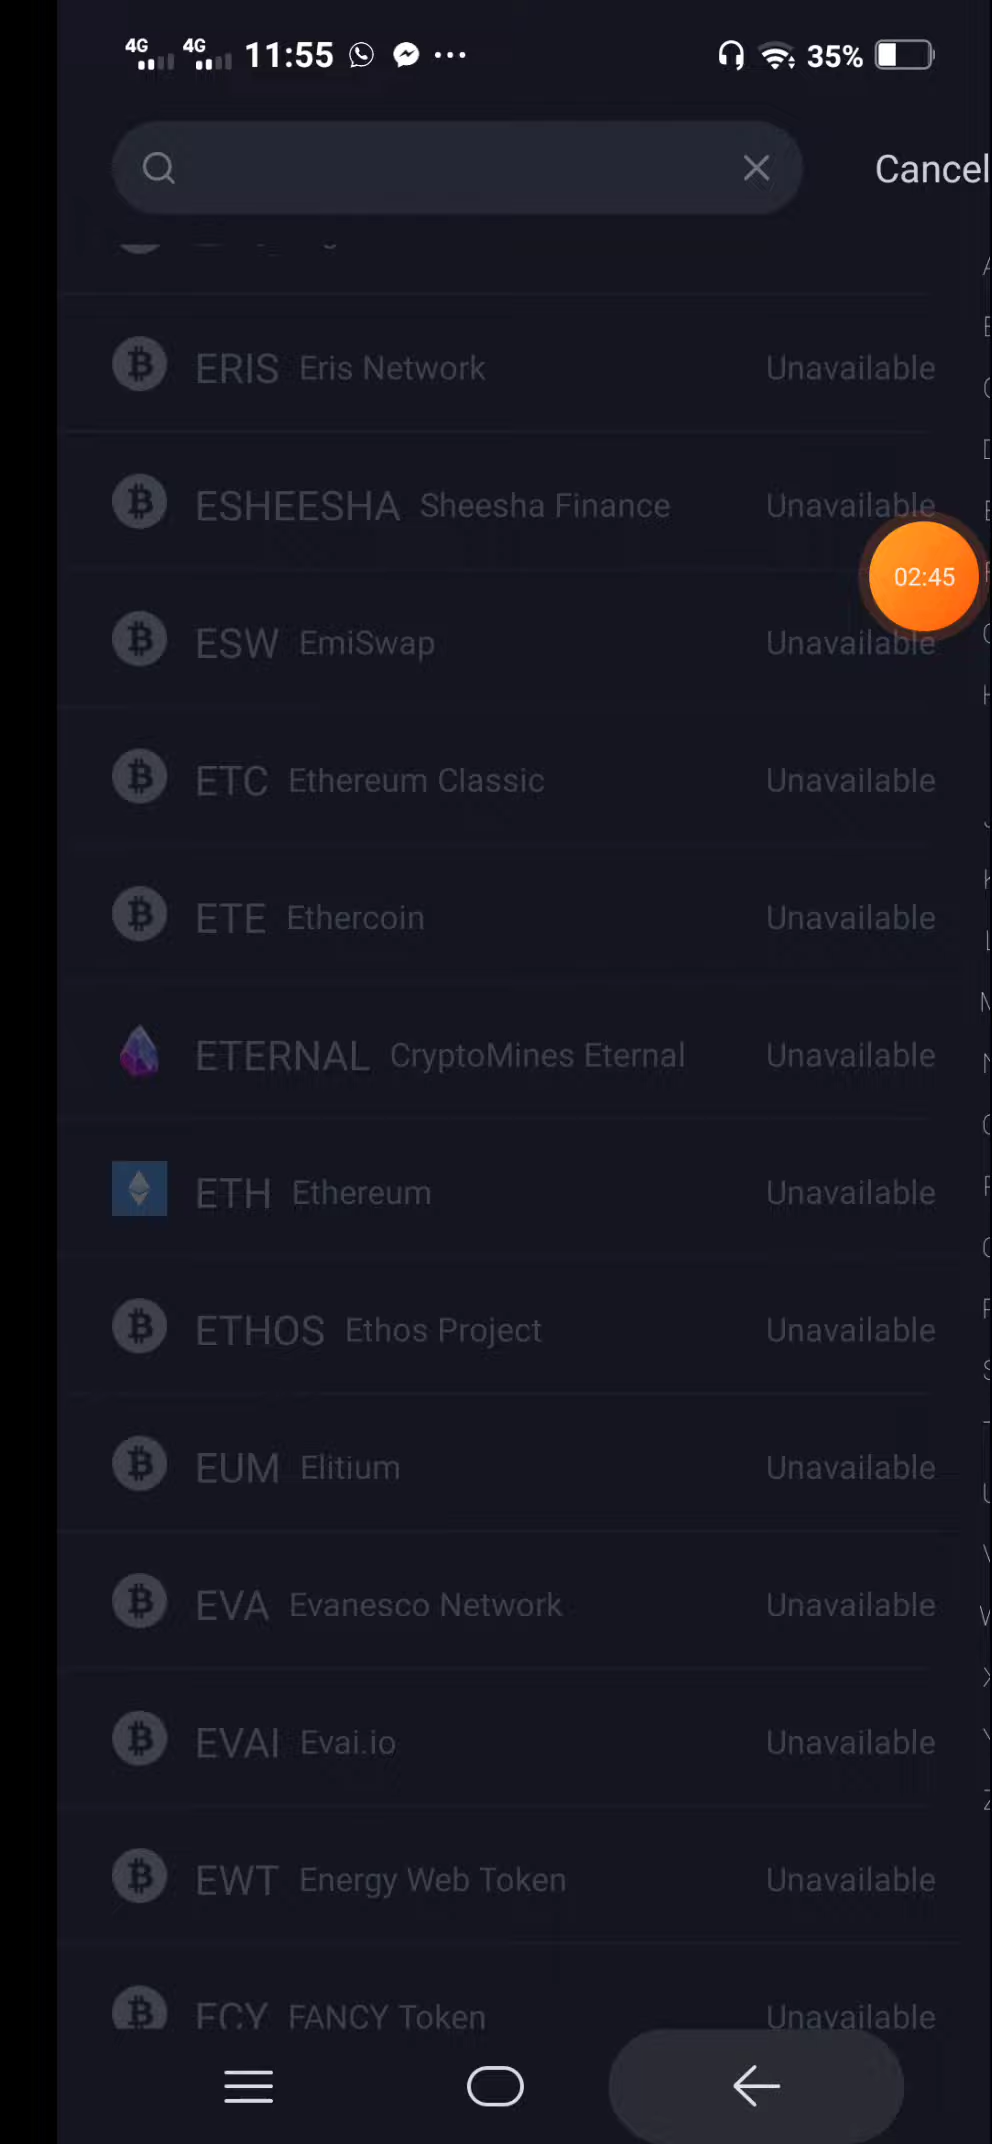 4G 4G 11:55 ... 35%
Cancel
ERIS Eris Network Unavailable
ESHEESHA Sheesha Finance Unavailable
02:45
ESW EmiSwap Unavailable
ETC Ethereum Classic Unavailable
ETE Ethercoin Unavailable
ETERNAL CryptoMines Eternal Unavailable
ETH Ethereum Unavailable
ETHOS Ethos Project Unavailable
EUM Elitium Unavailable
EVA Evanesco Network Unavailable
EVAI Evai.io Unavailable
EWT Energy Web Token Unavailable
FCY FANCY Token Unavailable